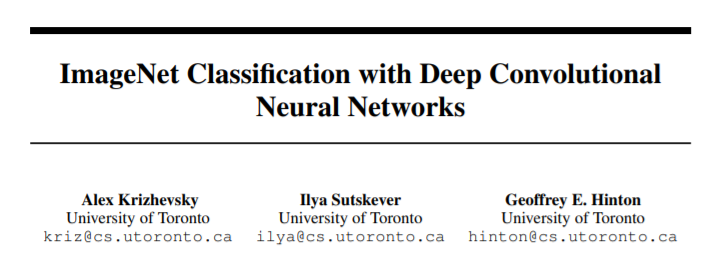 ImageNet Classification with Deep Convolutional
Neural Networks
Alex Krizhevsky
University of Toronto
kriz@cs.utoronto.ca
Ilya Sutskever
University of Toronto
ilya@cs.utoronto.ca
Geoffrey E. Hinton
University of Toronto
hinton@cs.utoronto.ca